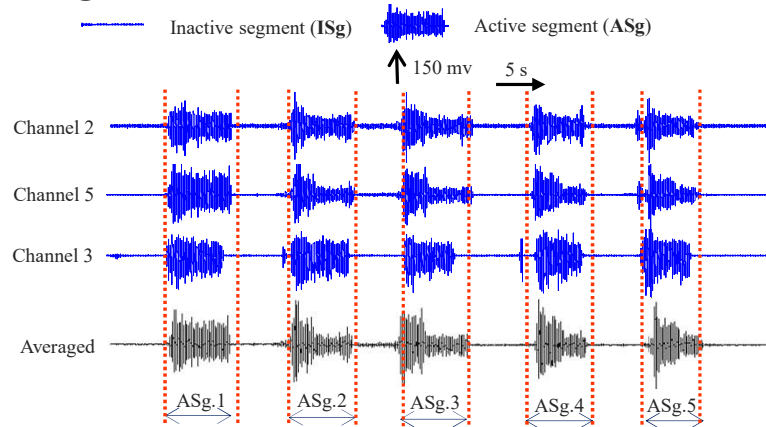 Inactive segment (ISg)
Active segment (ASg)
150 mv
5 s
Channel 2
Channel 5
Channel 3
Averaged
ASg.1 ASg.2 ASg.3 ASg.4 ASg.5